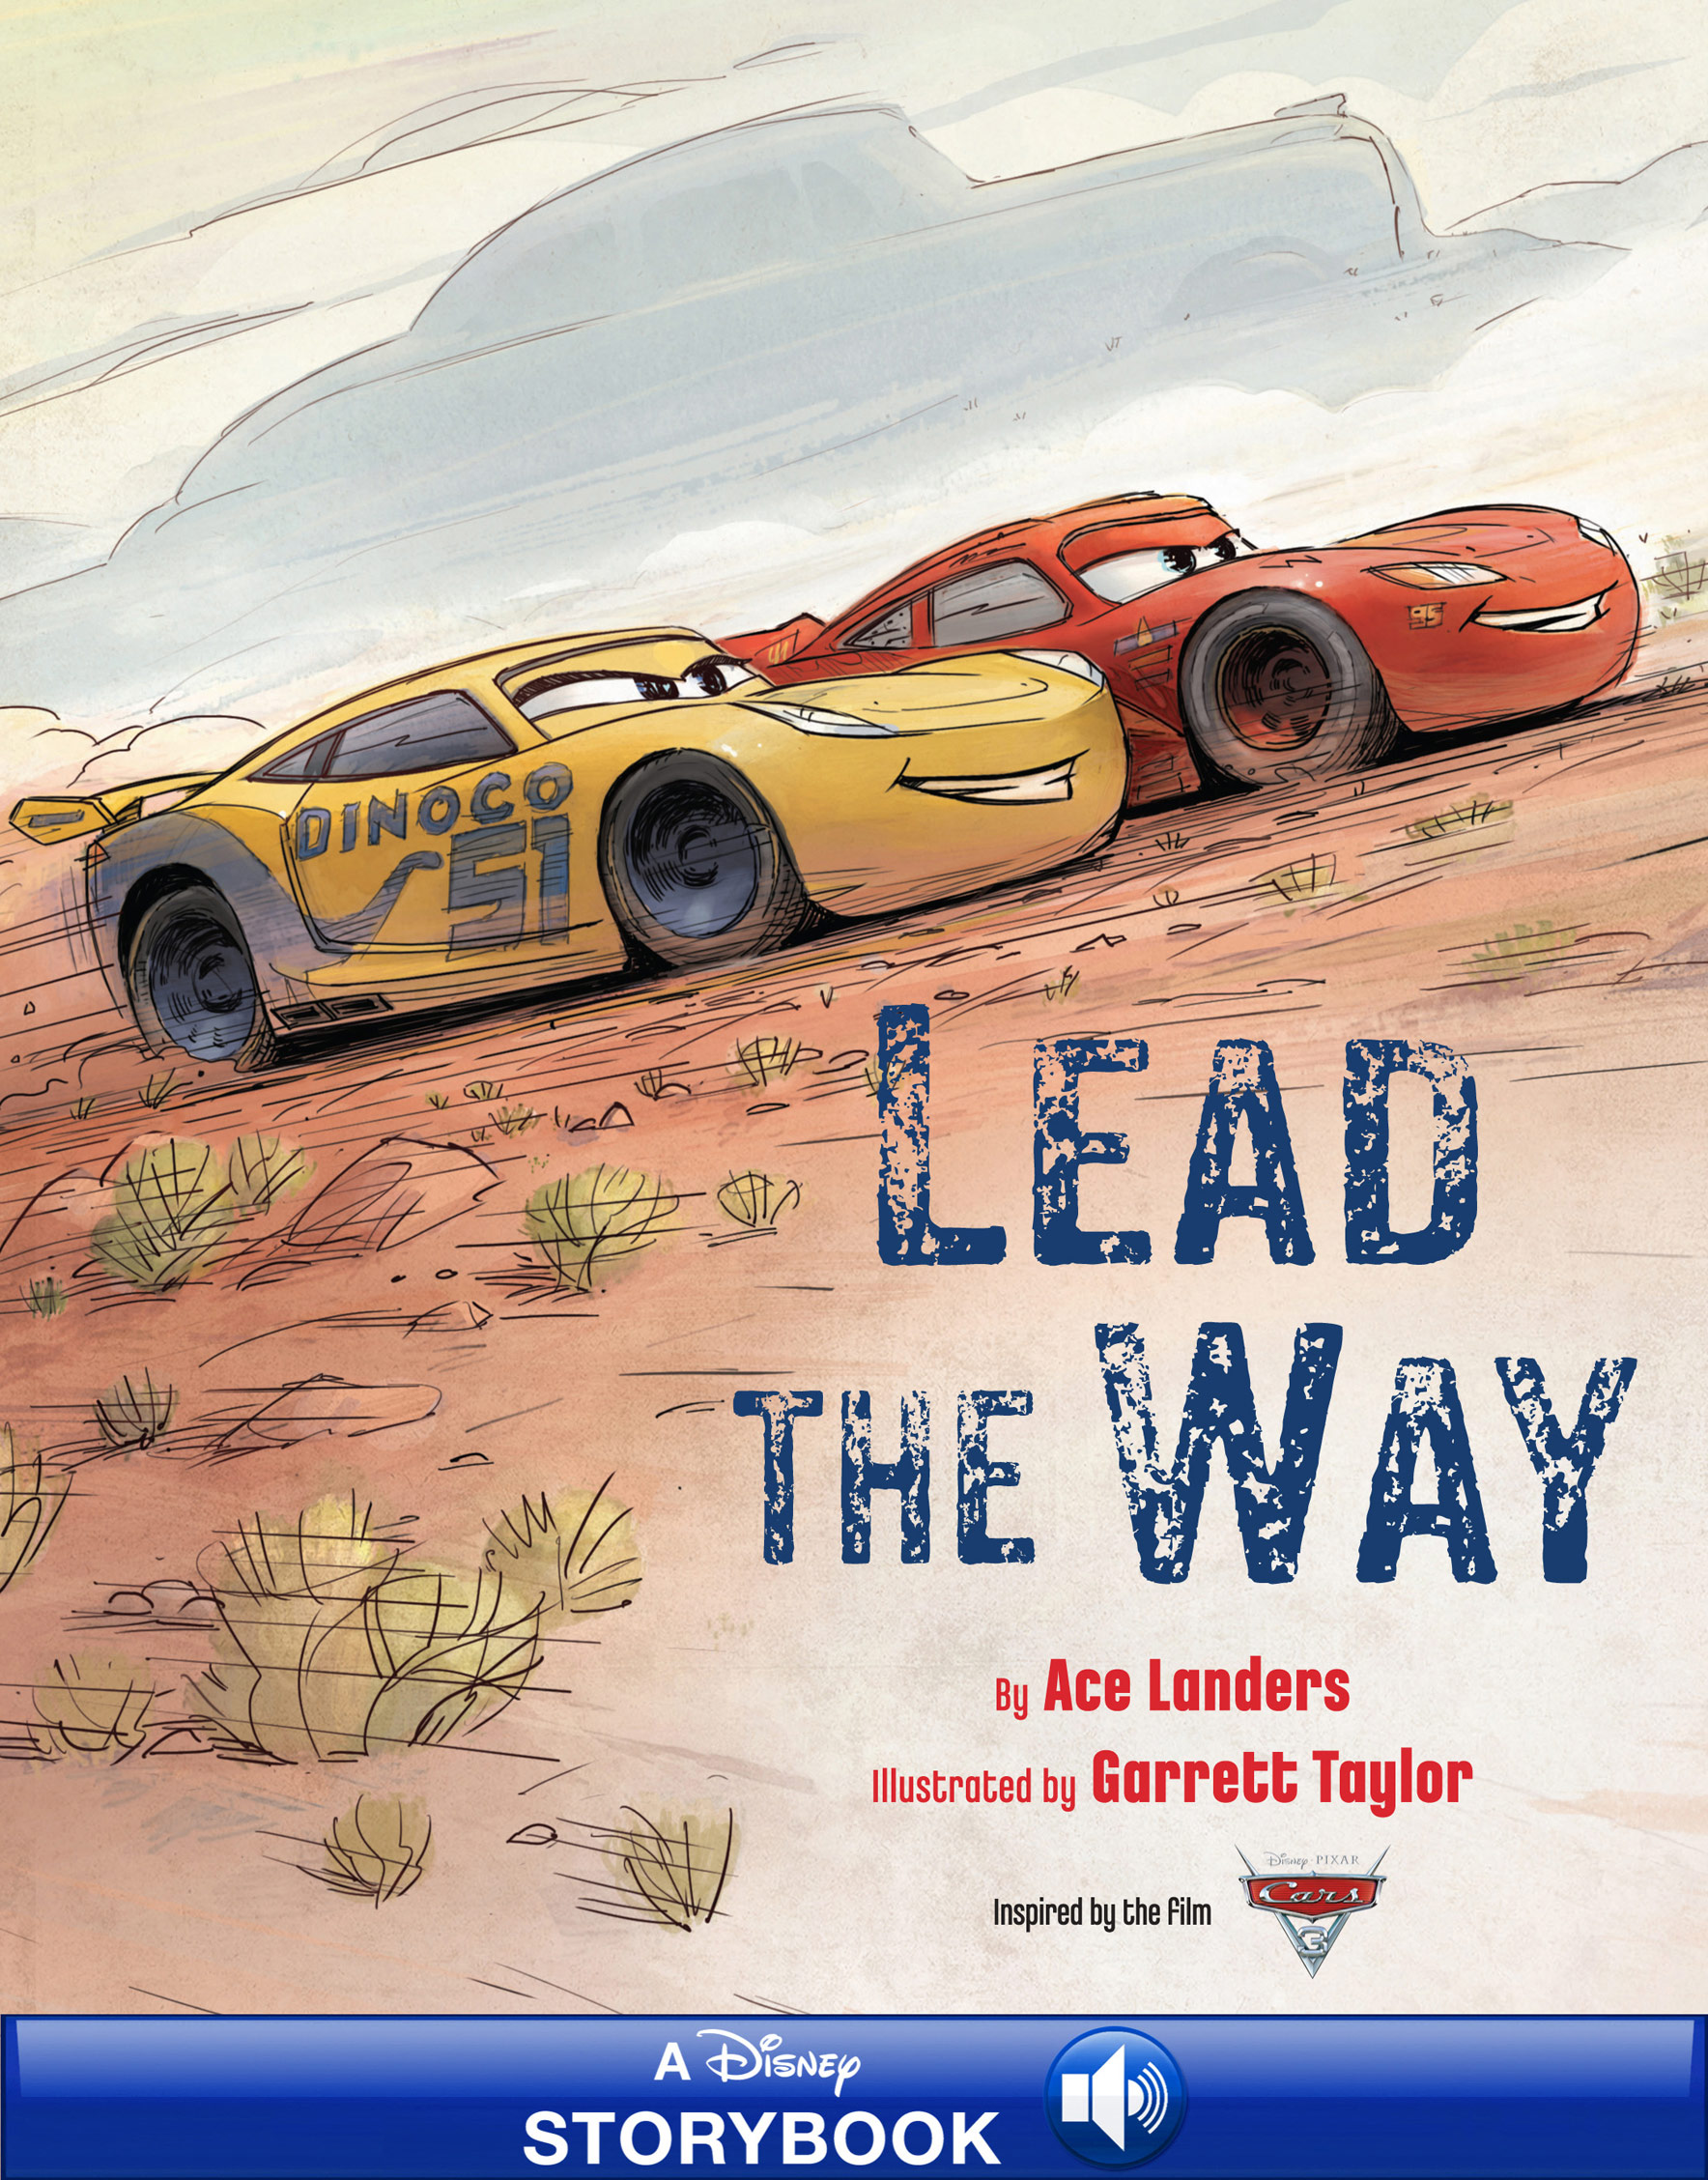 DINOCO
51
95
LEAD
THE WAY
By Ace Landers
Illustrated by Garrett Taylor
Inspired by the film
Disney · PIXAR
Cars
3
A Disney
STORYBOOK